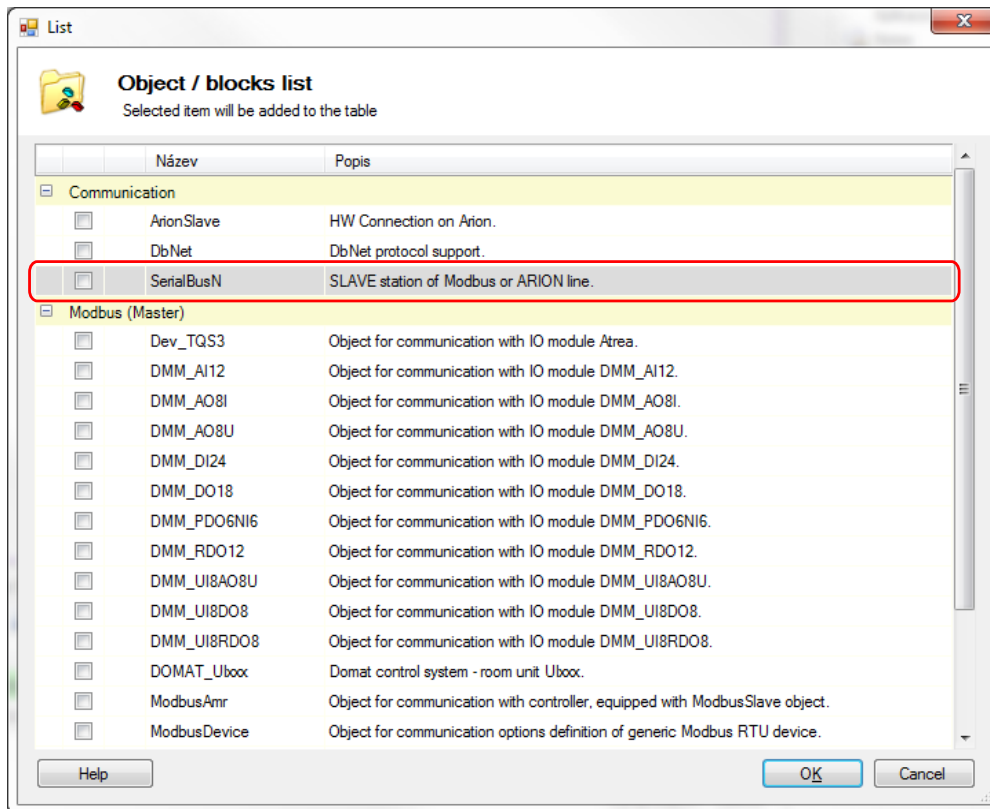 List
Object / blocks list
Selected item will be added to the table
Název Popis
Communication
ArionSlave HW Connection on Arion.
DbNet DbNet protocol support.
SerialBusN SLAVE station of Modbus or ARION line.
Modbus (Master)
Dev_TQS3 Object for communication with IO module Atrea.
DMM_AI12 Object for communication with IO module DMM_AI12.
DMM_AO8I Object for communication with IO module DMM_AO8I.
DMM_AO8U Object for communication with IO module DMM_AO8U.
DMM_DI24 Object for communication with IO module DMM_DI24.
DMM_DO18 Object for communication with IO module DMM_DO18.
DMM_PDO6NI6 Object for communication with IO module DMM_PDO6NI6.
DMM_RDO12 Object for communication with IO module DMM_RDO12.
DMM_UI8AO8U Object for communication with IO module DMM_UI8AO8U.
DMM_UI8DO8 Object for communication with IO module DMM_UI8DO8.
DMM_UI8RDO8 Object for communication with IO module DMM_UI8RDO8.
DOMAT_UIxxx Domat control system - room unit UIxxx.
ModbusAmr Object for communication with controller, equipped with ModbusSlave object.
ModbusDevice Object for communication options definition of generic Modbus RTU device.
Help OK Cancel